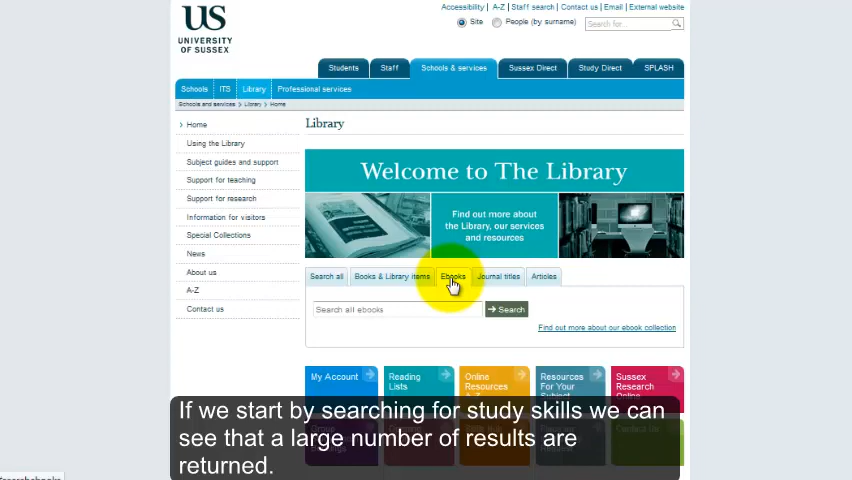 US
UNIVERSITY
OF SUSSEX
Accessibility | A-Z | Staff search | Contact us | Email | External website
Site People (by surname) Search for...
Students Staff Schools & services Sussex Direct Study Direct SPLASH
Schools ITS Library Professional services
Schools and services > Library > Home
Home
Using the Library
Subject guides and support
Support for teaching
Support for research
Information for visitors
Special Collections
News
About us
A-Z
Contact us
Library
Welcome to The Library
Find out more about
the Library, our services
and resources
Search all Books & Library items Ebooks Journal titles Articles
Search all ebooks Search
Find out more about our ebook collection
My Account
Reading
Lists
Online
Resources
A-Z
Resources
For Your
Subject
Sussex
Research
Online
If we start by searching for study skills we can
see that a large number of results are
returned.